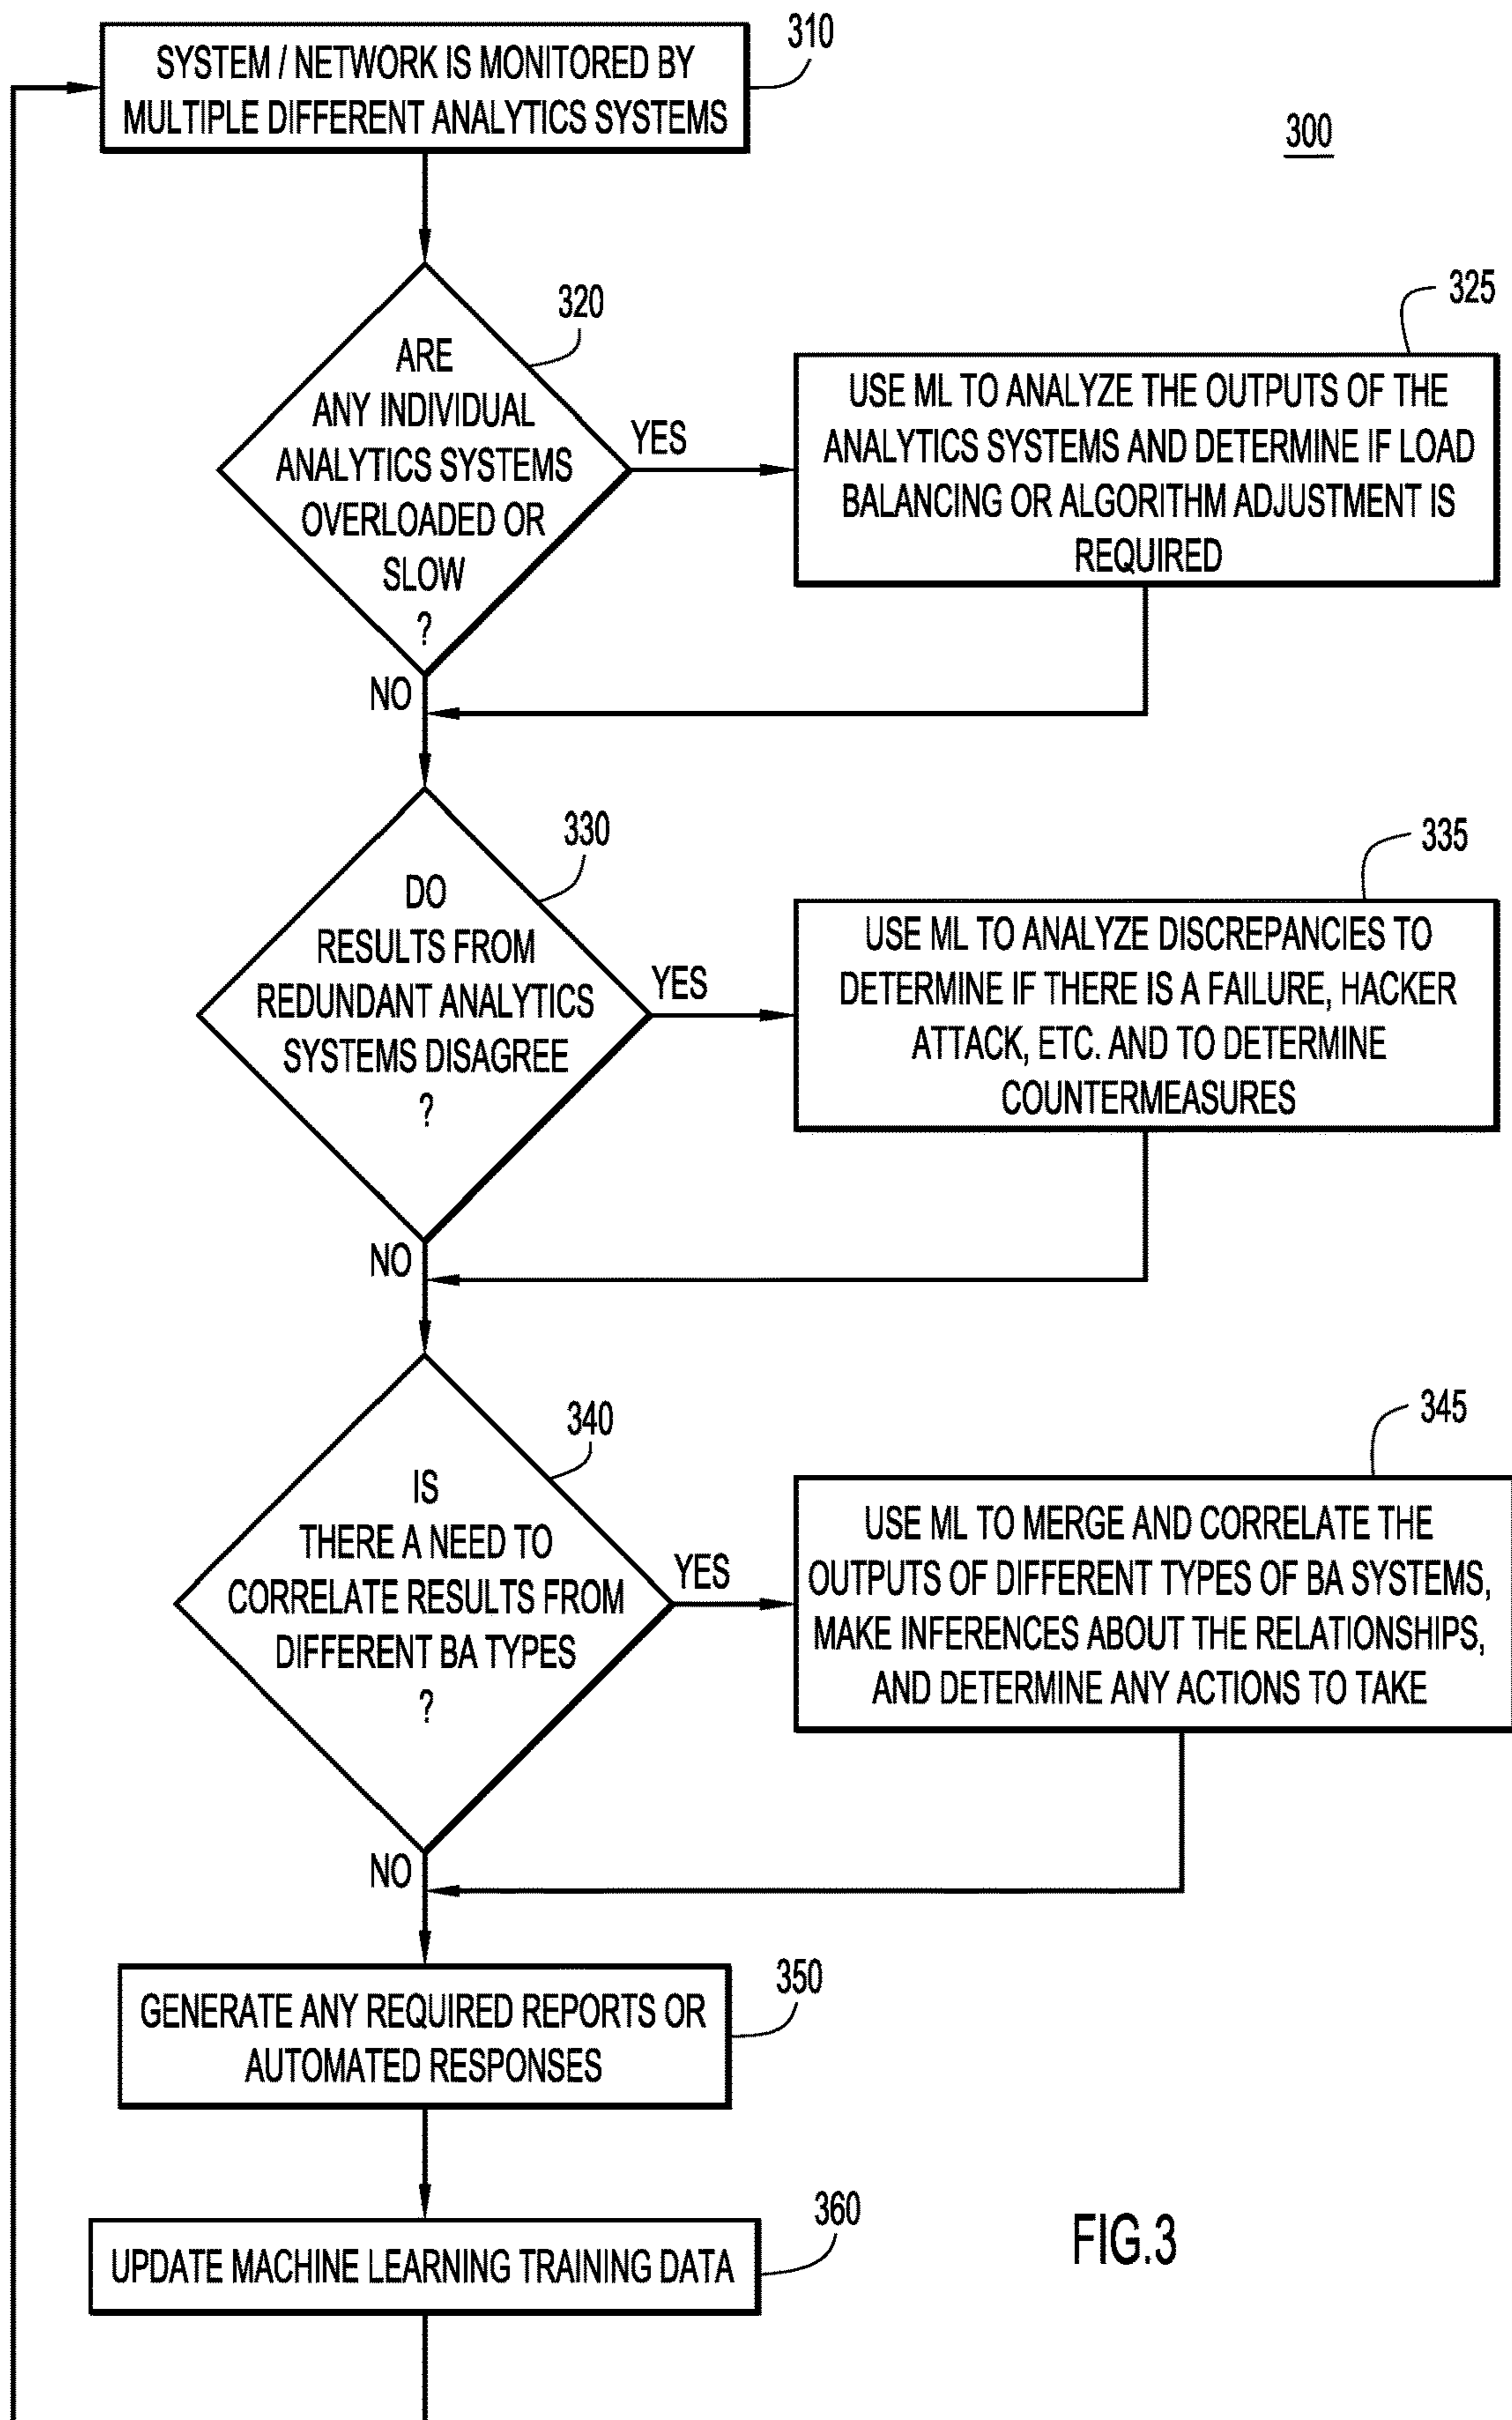 310
SYSTEM / NETWORK IS MONITORED BY
MULTIPLE DIFFERENT ANALYTICS SYSTEMS
300
320
ARE
ANY INDIVIDUAL
ANALYTICS SYSTEMS
OVERLOADED OR
SLOW
?
YES
NO
325
USE ML TO ANALYZE THE OUTPUTS OF THE
ANALYTICS SYSTEMS AND DETERMINE IF LOAD
BALANCING OR ALGORITHM ADJUSTMENT IS
REQUIRED
330
DO
RESULTS FROM
REDUNDANT ANALYTICS
SYSTEMS DISAGREE
?
YES
NO
335
USE ML TO ANALYZE DISCREPANCIES TO
DETERMINE IF THERE IS A FAILURE, HACKER
ATTACK, ETC. AND TO DETERMINE
COUNTERMEASURES
340
IS
THERE A NEED TO
CORRELATE RESULTS FROM
DIFFERENT BA TYPES
?
YES
NO
345
USE ML TO MERGE AND CORRELATE THE
OUTPUTS OF DIFFERENT TYPES OF BA SYSTEMS,
MAKE INFERENCES ABOUT THE RELATIONSHIPS,
AND DETERMINE ANY ACTIONS TO TAKE
350
GENERATE ANY REQUIRED REPORTS OR
AUTOMATED RESPONSES
360
UPDATE MACHINE LEARNING TRAINING DATA
FIG.3